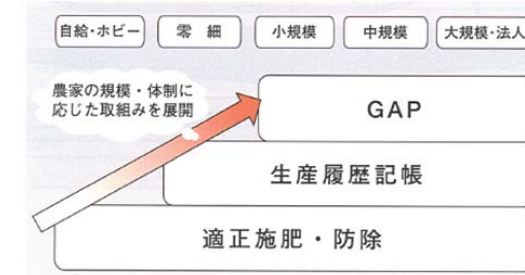 自給・ホビー
零 細
小規模
中規模
大規模・法人
農家の規模・体制に
応じた取組みを展開
GAP
生産履歴記帳
適正施肥・防除